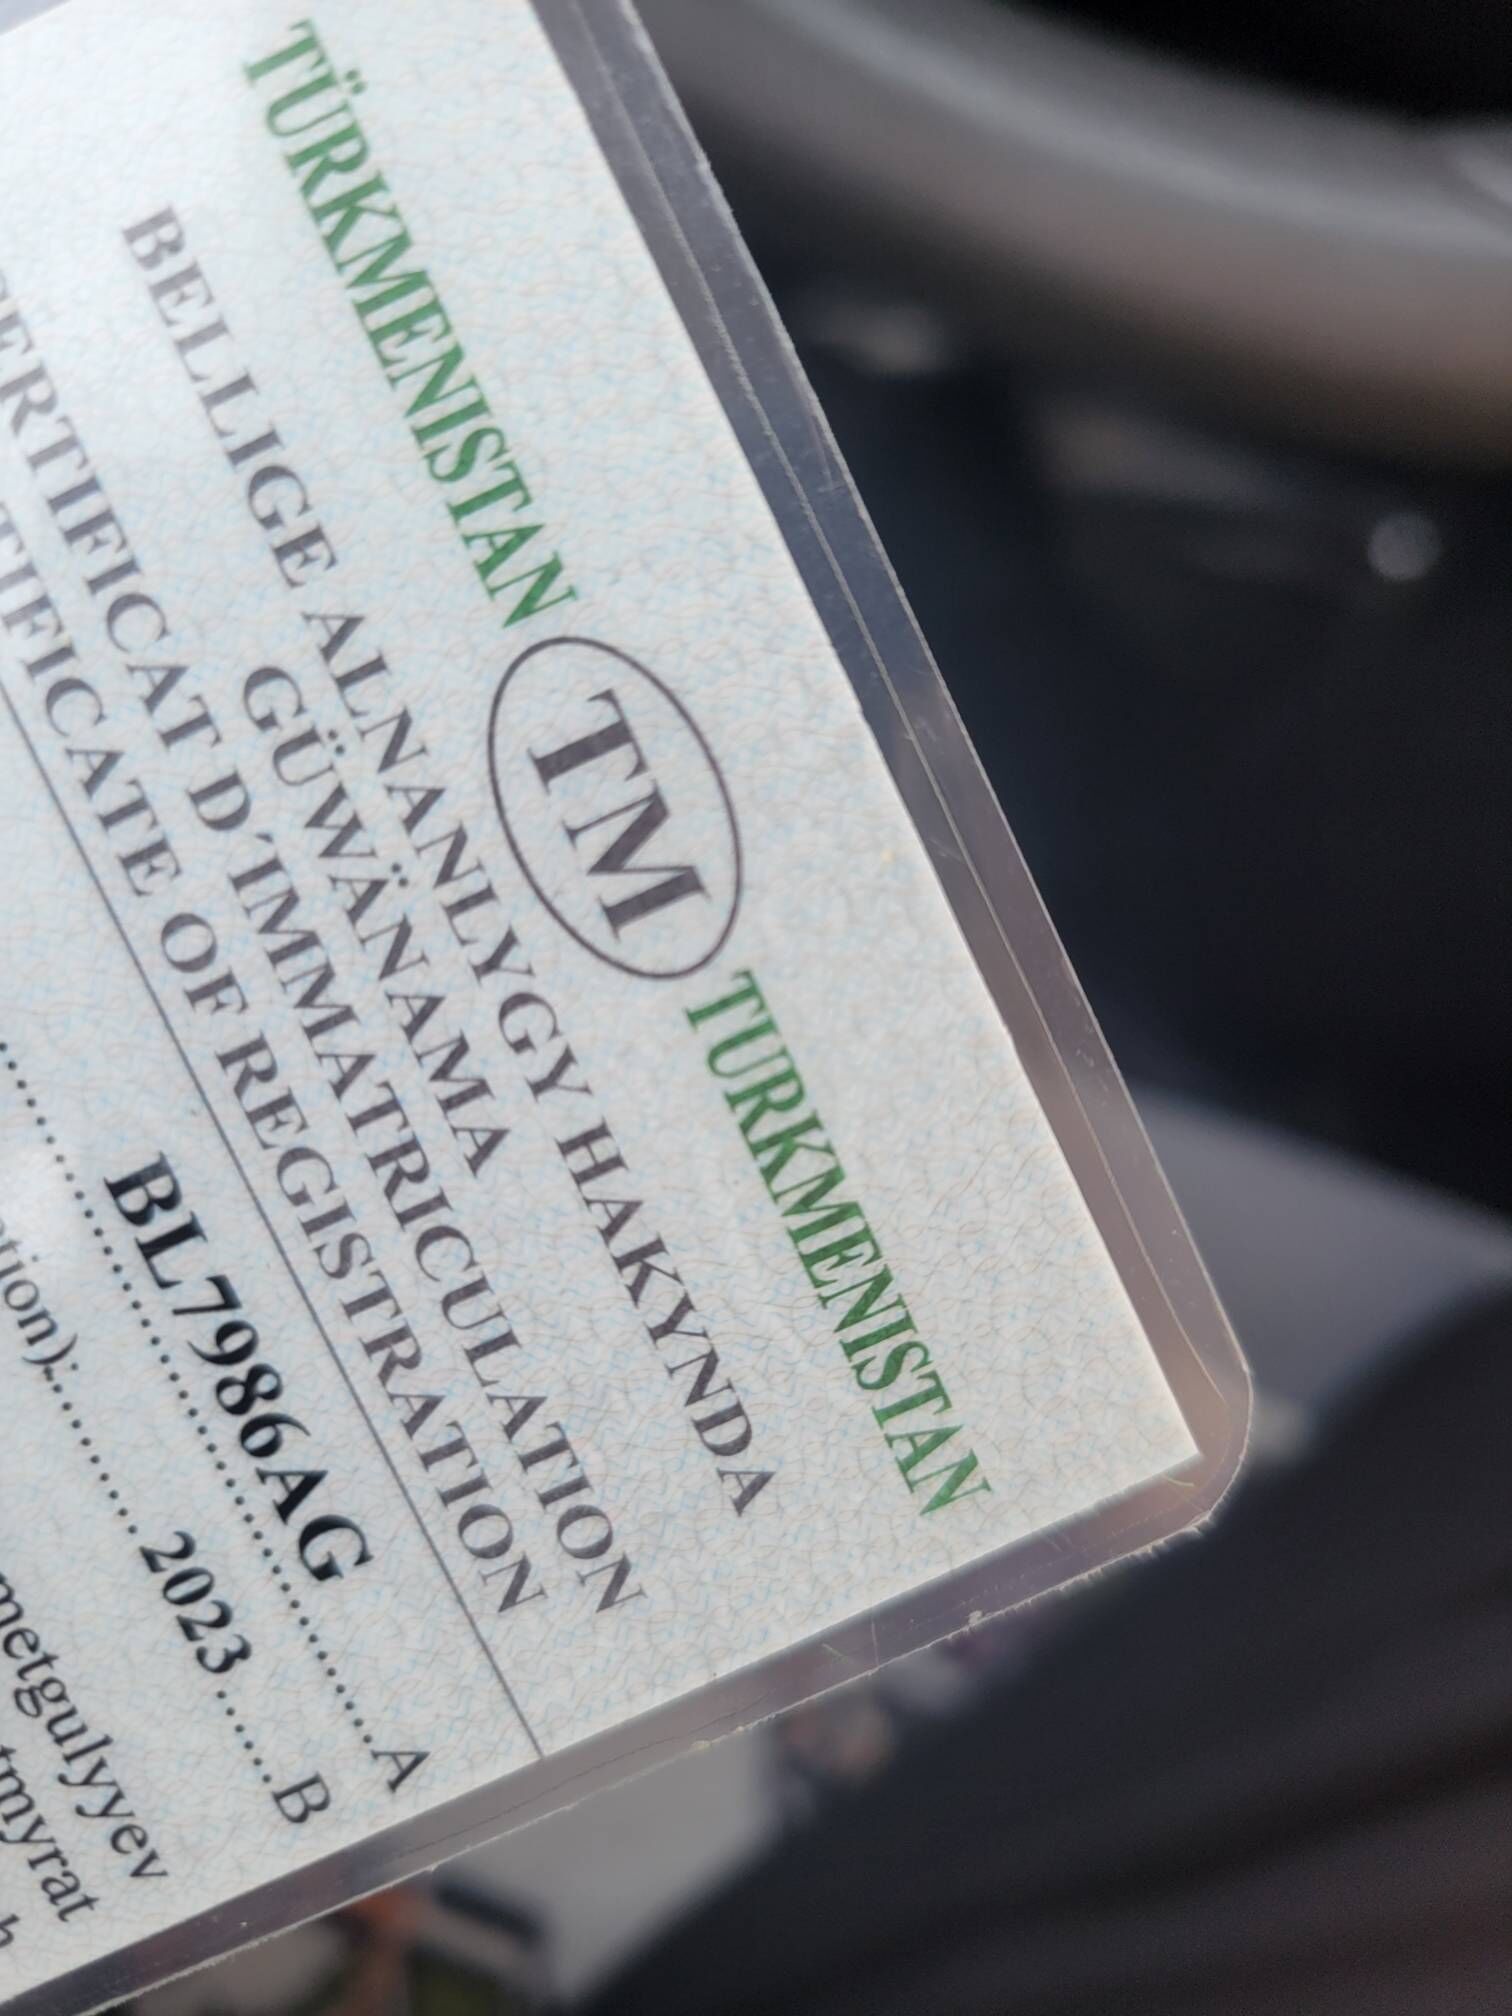 TÜRKMENISTAN TM TURKMENISTAN
BELLIGE ALNANLYGY HAKYNDA
GÜWÄNAMA
CERTIFICAT D´IMMATRICULATION
CERTIFICATE OF REGISTRATION
BL7986AG A
2023 B